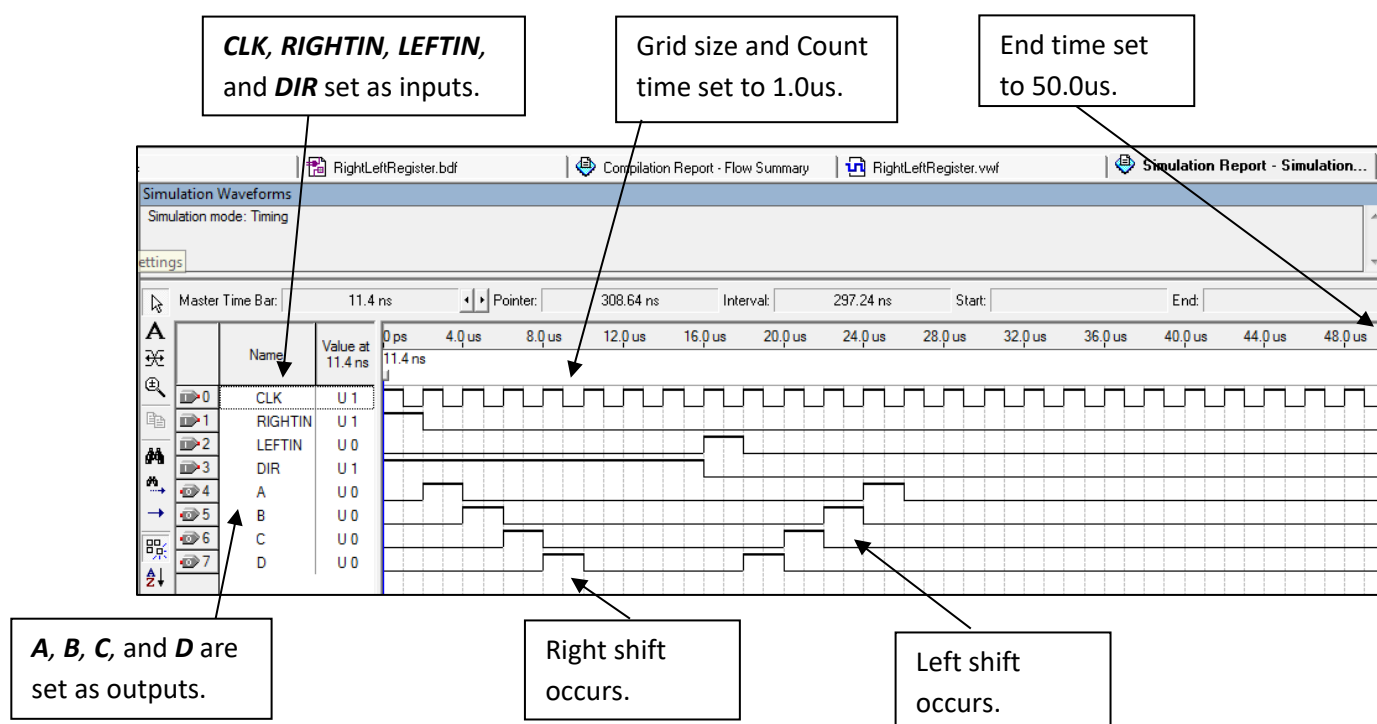 CLK, RIGHTIN, LEFTIN,
and DIR set as inputs.
Grid size and Count
time set to 1.0us.
End time set
to 50.0us.
RightLeftRegister.bdf
Compilation Report - Flow Summary
RightLeftRegister.vwf
Simulation Report - Simulation...
Simulation Waveforms
Simulation mode: Timing
ettings
Master Time Bar: 11.4 ns Pointer: 308.64 ns Interval: 297.24 ns Start: End:
Name
Value at
11.4 ns
0 ps 4.0 us 8.0 us 12.0 us 16.0 us 20.0 us 24.0 us 28.0 us 32.0 us 36.0 us 40.0 us 44.0 us 48.0 us
11.4 ns
0 CLK U 1
1 RIGHTIN U 1
2 LEFTIN U 0
3 DIR U 1
4 A U 0
5 B U 0
6 C U 0
7 D U 0
A, B, C, and D are
set as outputs.
Right shift
occurs.
Left shift
occurs.